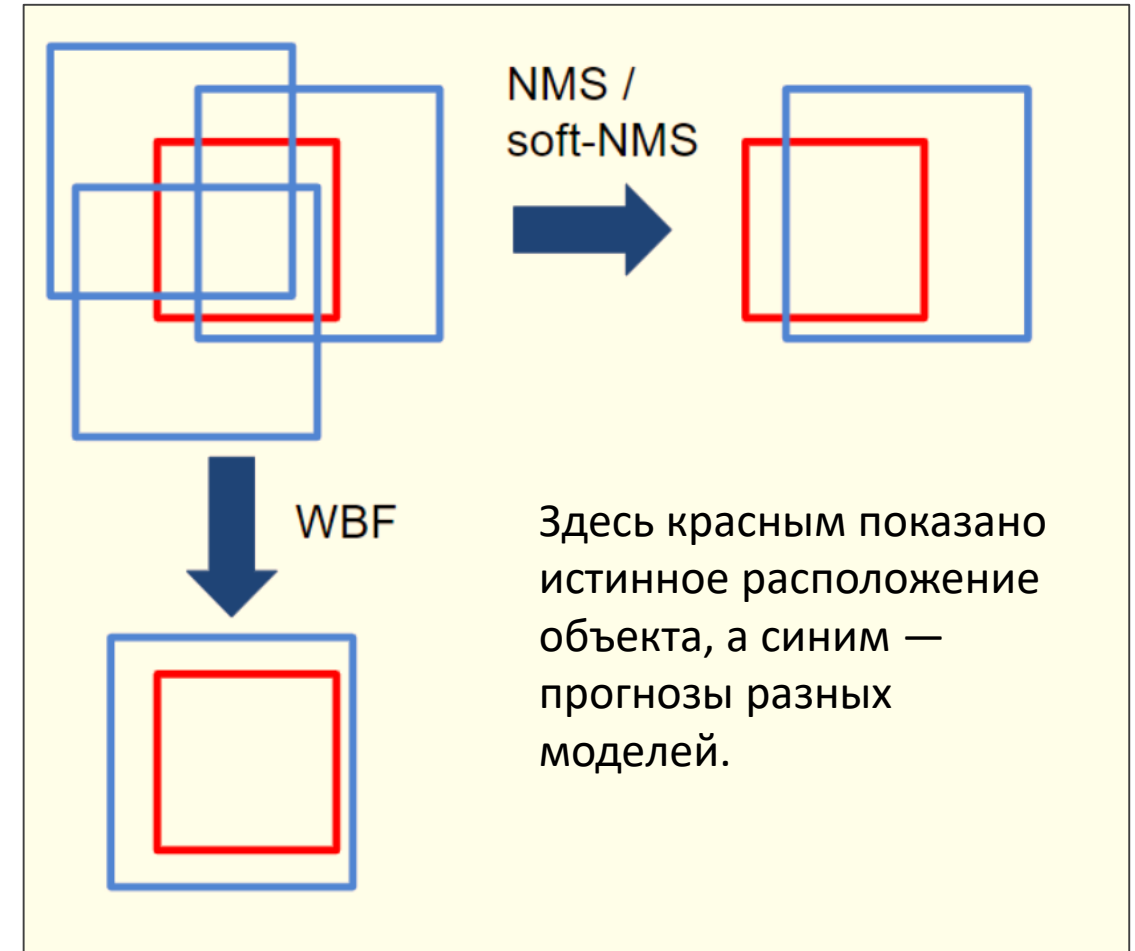 NMS /
soft-NMS
WBF
Здесь красным показано
истинное расположение
объекта, а синим —
прогнозы разных
моделей.